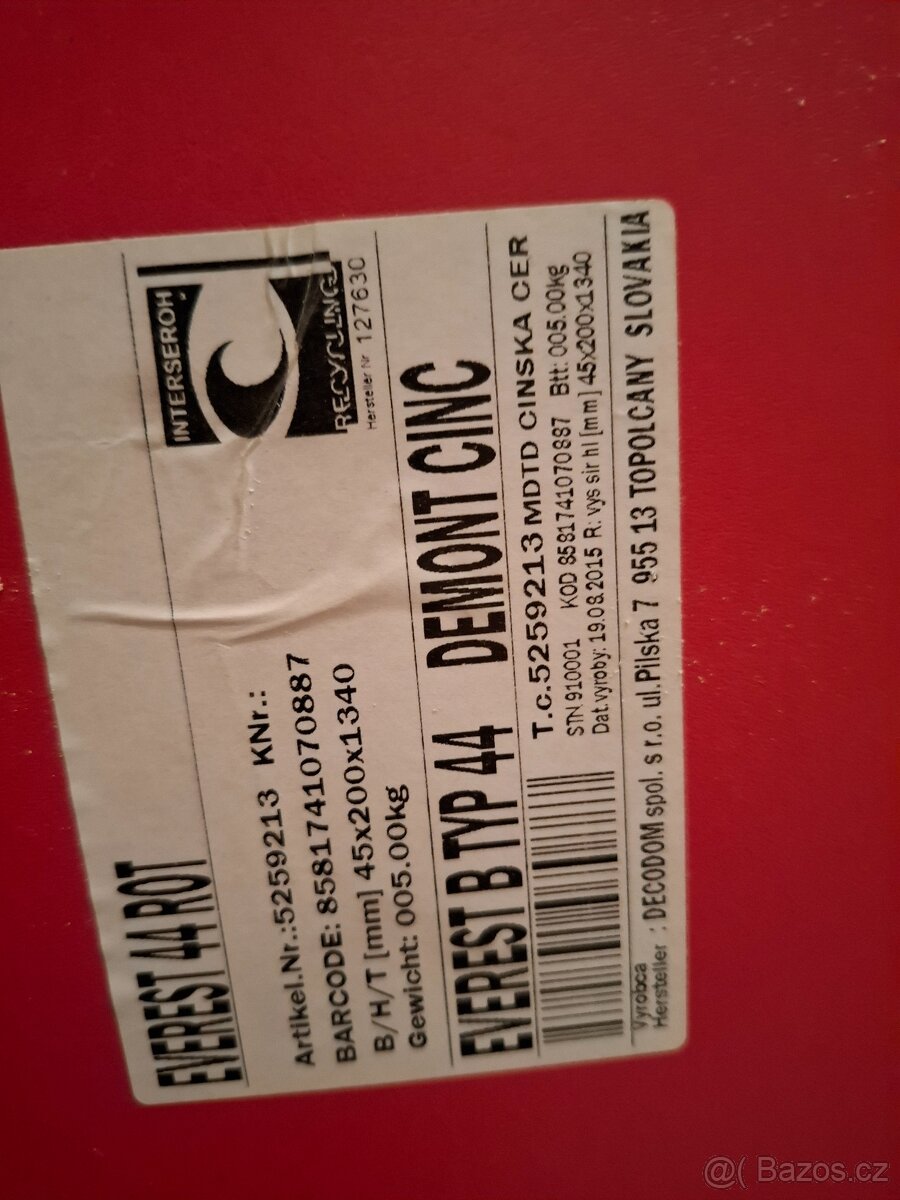 EVEREST 44 ROT
INTERSEROH
RECYCLING
Hersteller Nr 127630
Artikel.Nr.:5259213 KNr.:
BARCODE: 8581741070887
B/H/T [mm] 45x200x1340
Gewicht: 005.00kg
EVEREST B TYP 44 DEMONT CINC
T.c.5259213 MDTD CINSKA CER
STN 910001 KOD 8581741070887 Btt: 005.00kg
Dat.vyroby: 19.08.2015 R: vys sir hl [mm] 45x200x1340
Vyrobca
Hersteller : DECODOM spol. s r.o. ul.Pilska 7 955 13 TOPOLCANY SLOVAKIA
@( Bazos.cz